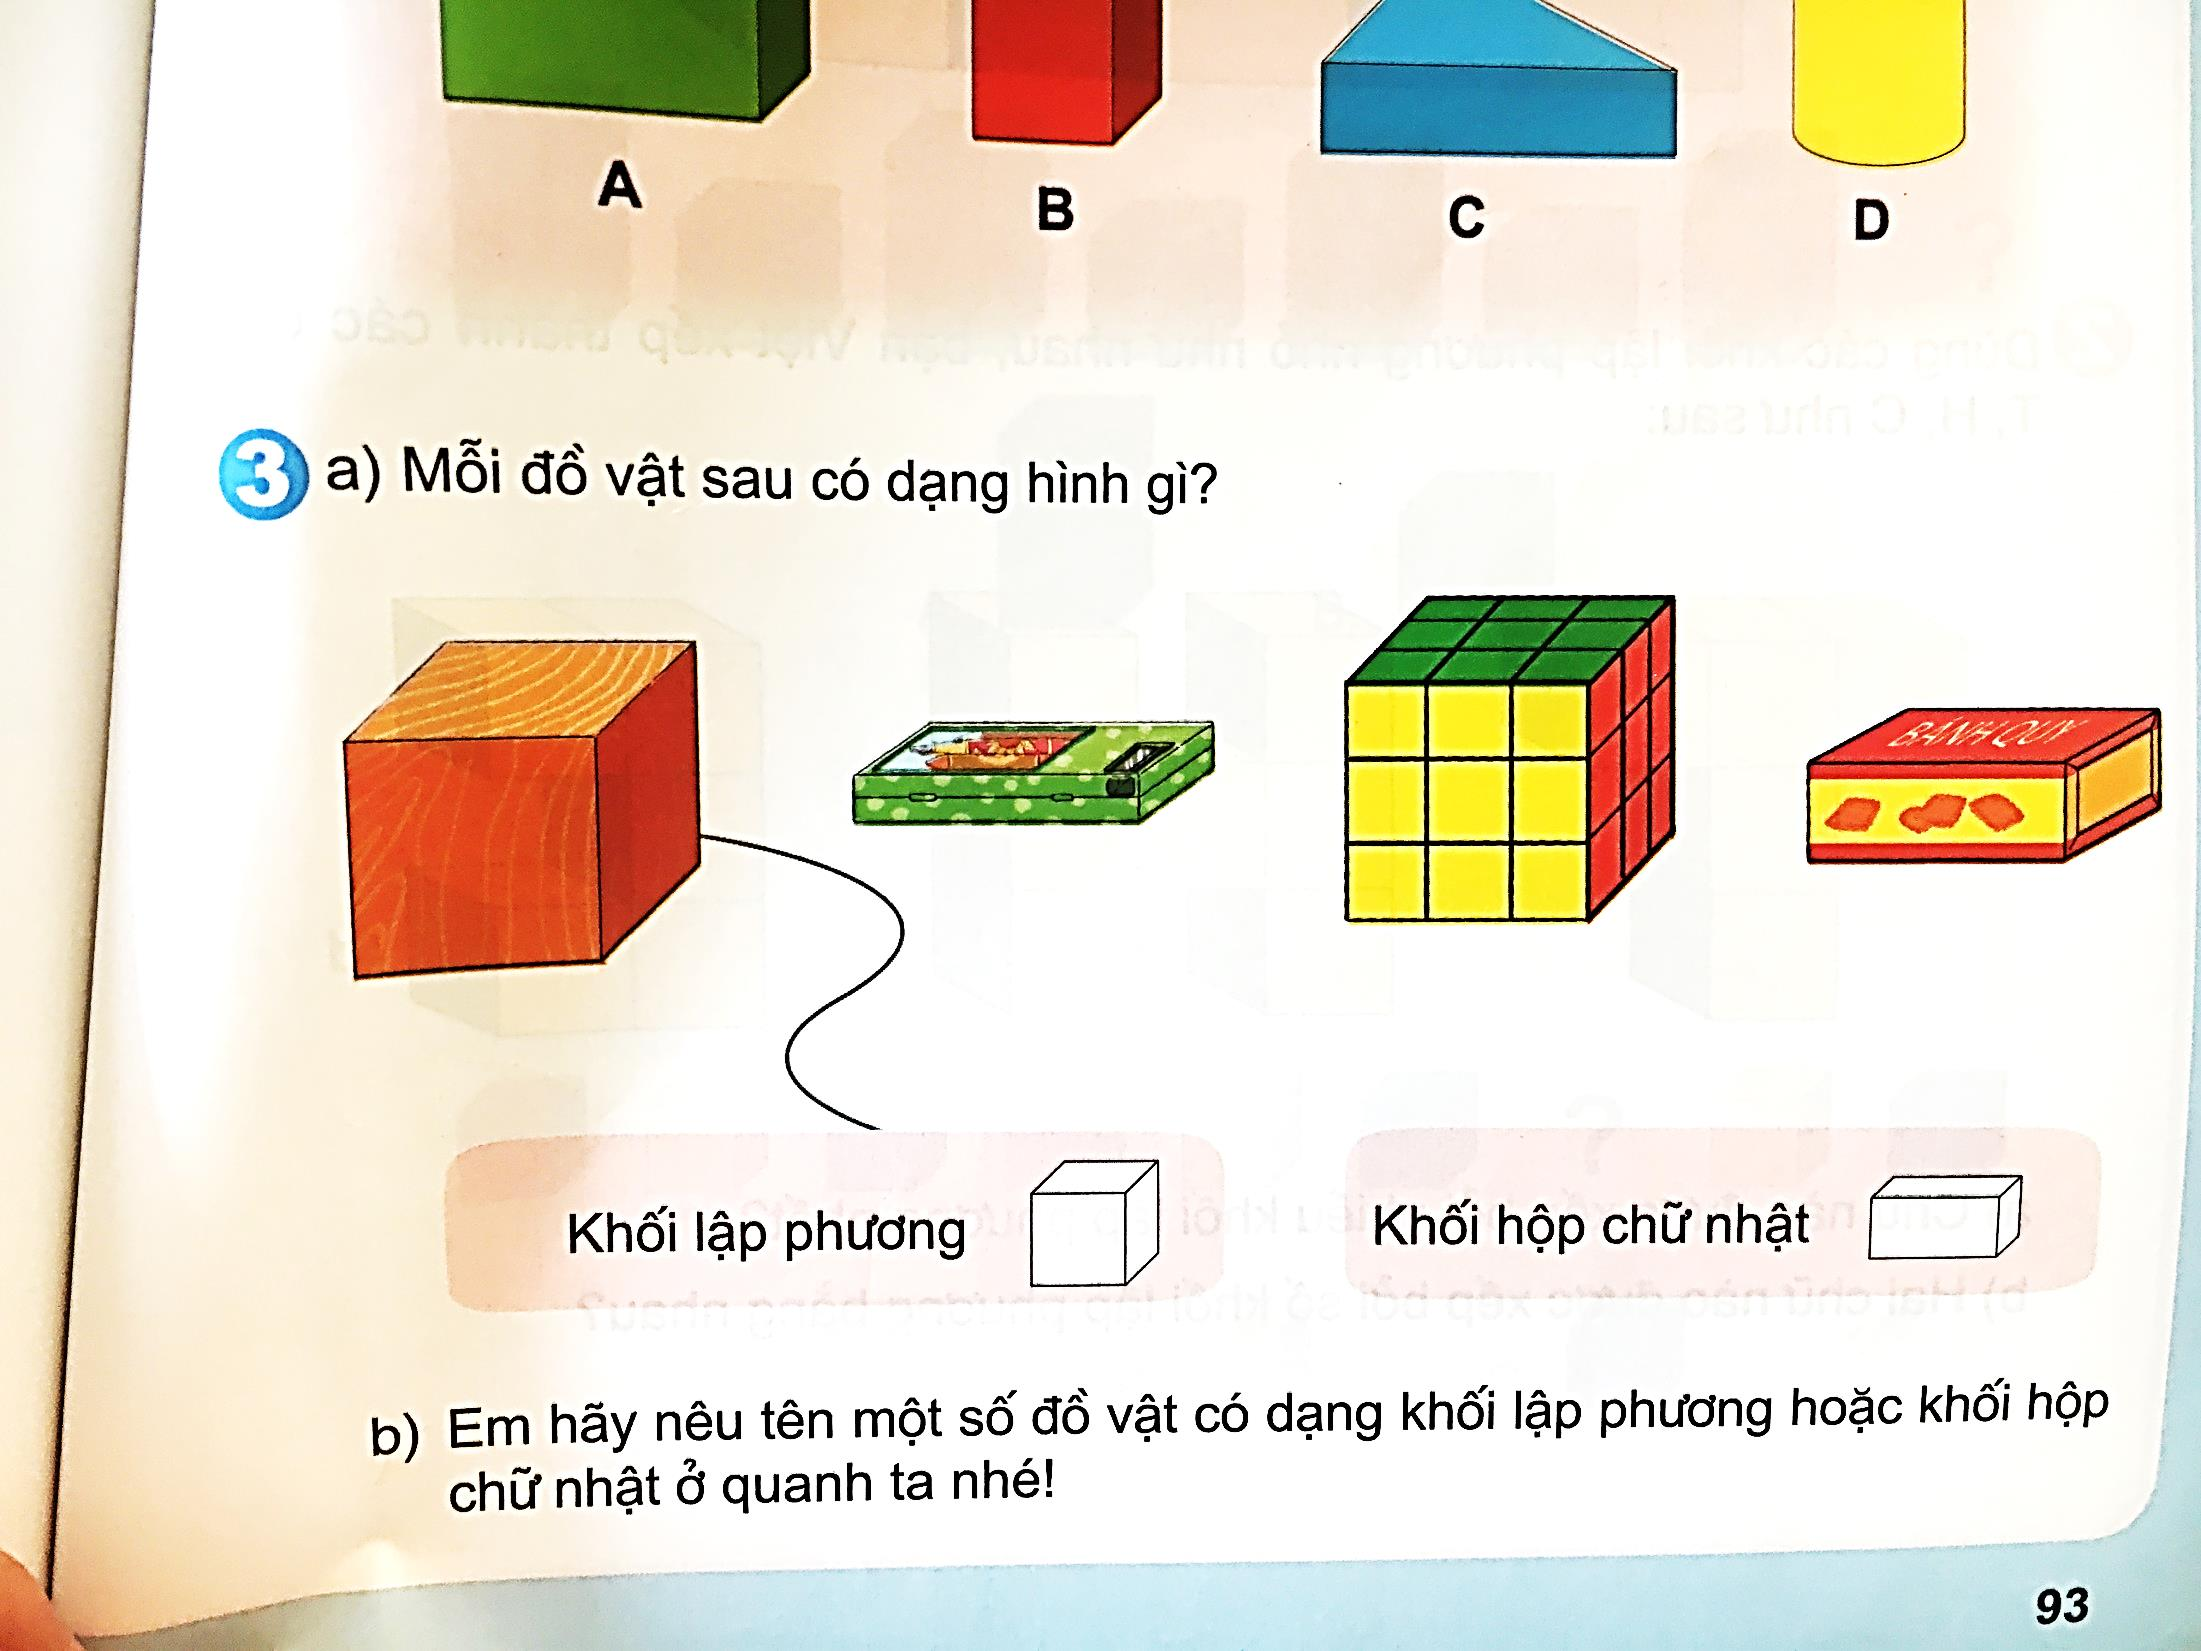 A B C D
3 a) Mỗi đồ vật sau có dạng hình gì?
BÁNH QUY
Khối lập phương
Khối hộp chữ nhật
b) Em hãy nêu tên một số đồ vật có dạng khối lập phương hoặc khối hộp
chữ nhật ở quanh ta nhé!
93